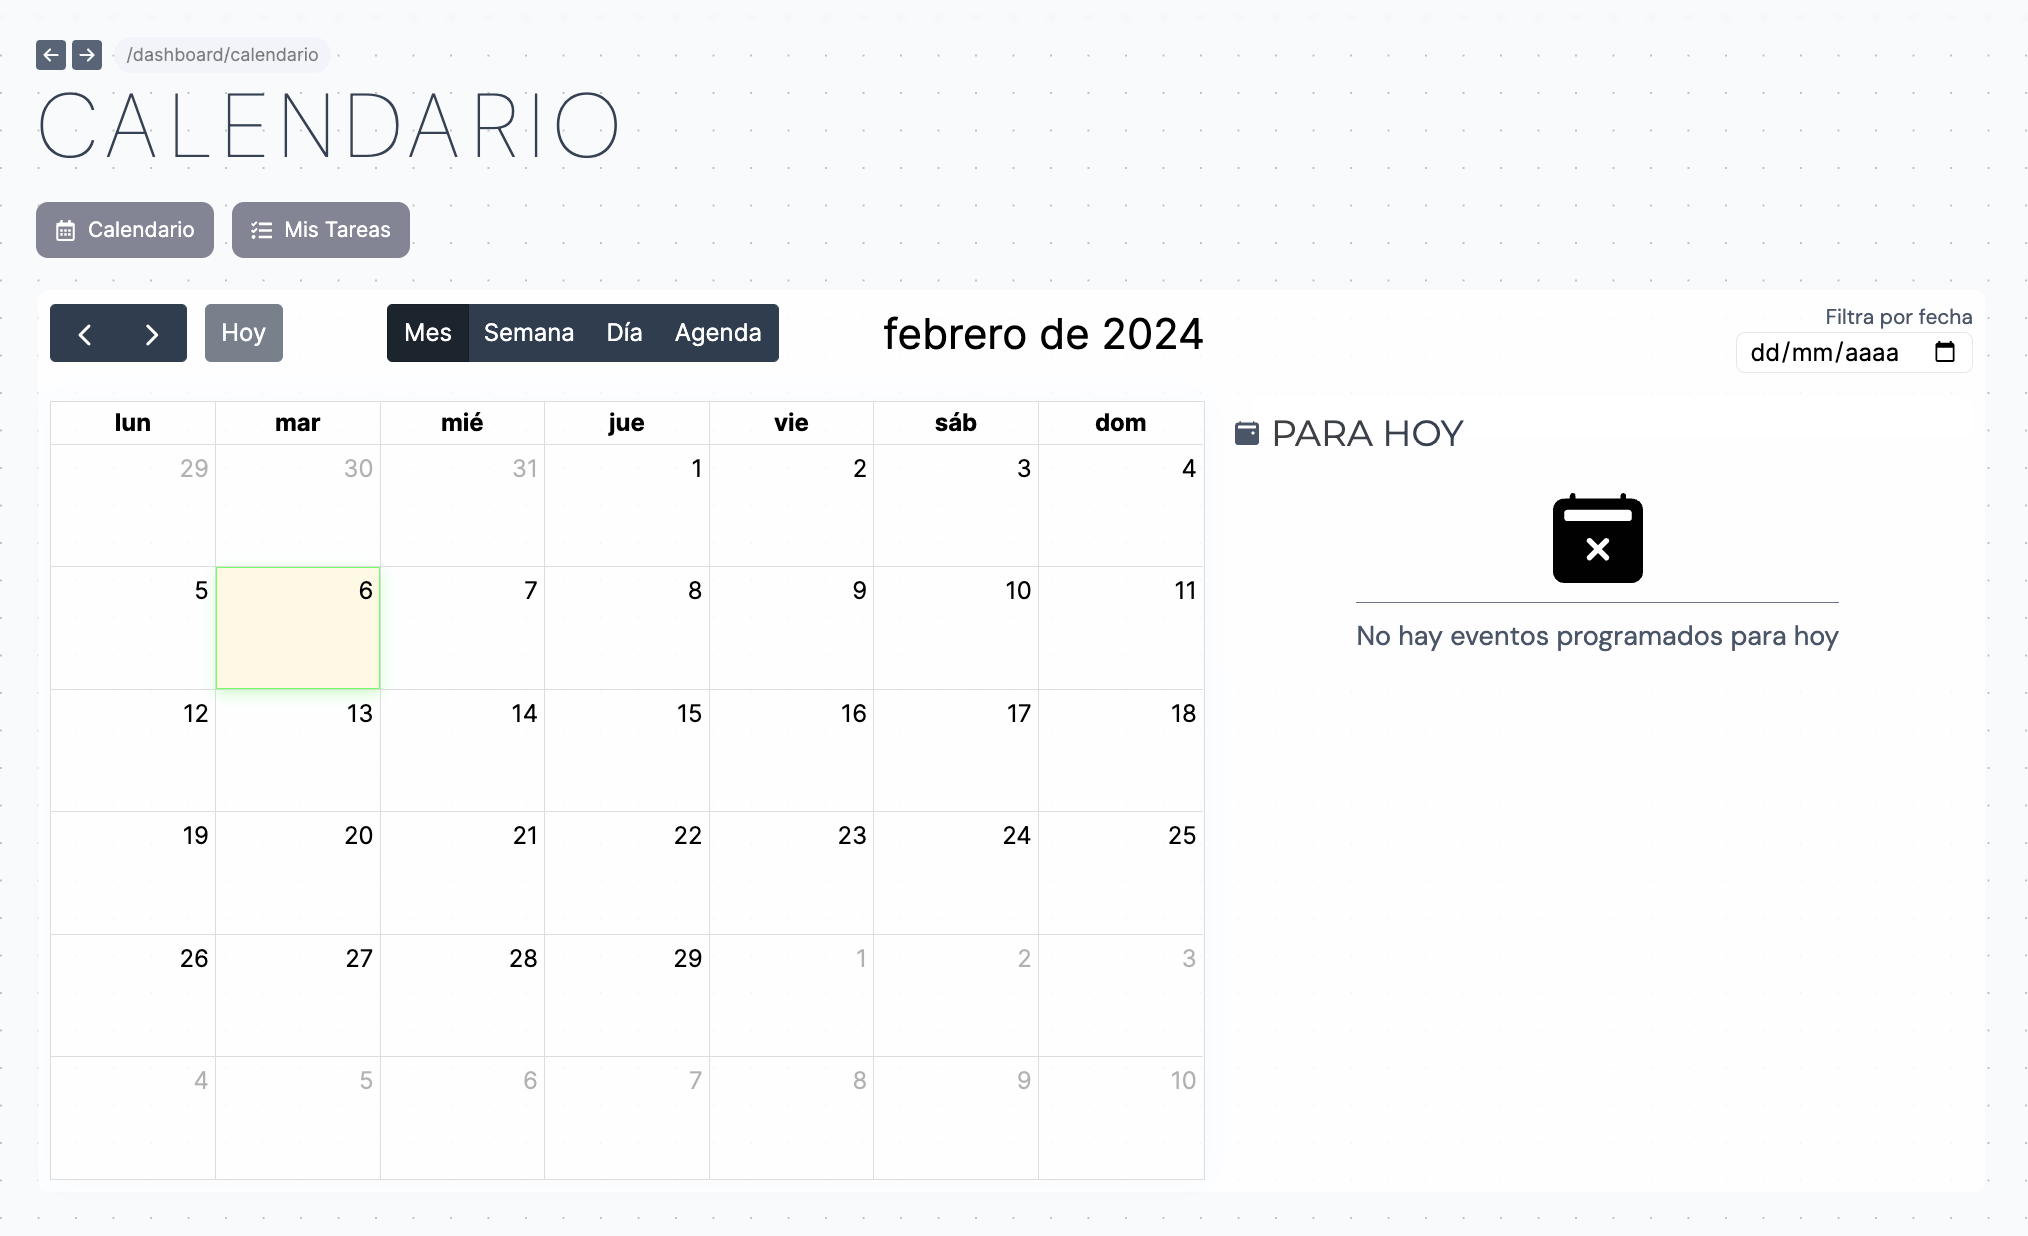 /dashboard/calendario
CALENDARIO
Calendario Mis Tareas
Hoy Mes Semana Día Agenda febrero de 2024
Filtra por fecha
dd/mm/aaaa
lun mar mié jue vie sáb dom
29 30 31 1 2 3 4
5 6 7 8 9 10 11
12 13 14 15 16 17 18
19 20 21 22 23 24 25
26 27 28 29 1 2 3
4 5 6 7 8 9 10
PARA HOY
No hay eventos programados para hoy